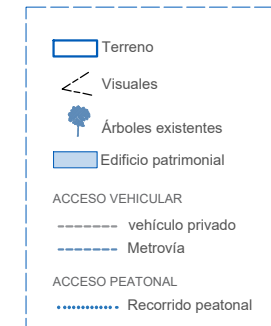 Terreno
Visuales
Árboles existentes
Edificio patrimonial
ACCESO VEHICULAR
vehículo privado
Metrovía
ACCESO PEATONAL
Recorrido peatonal